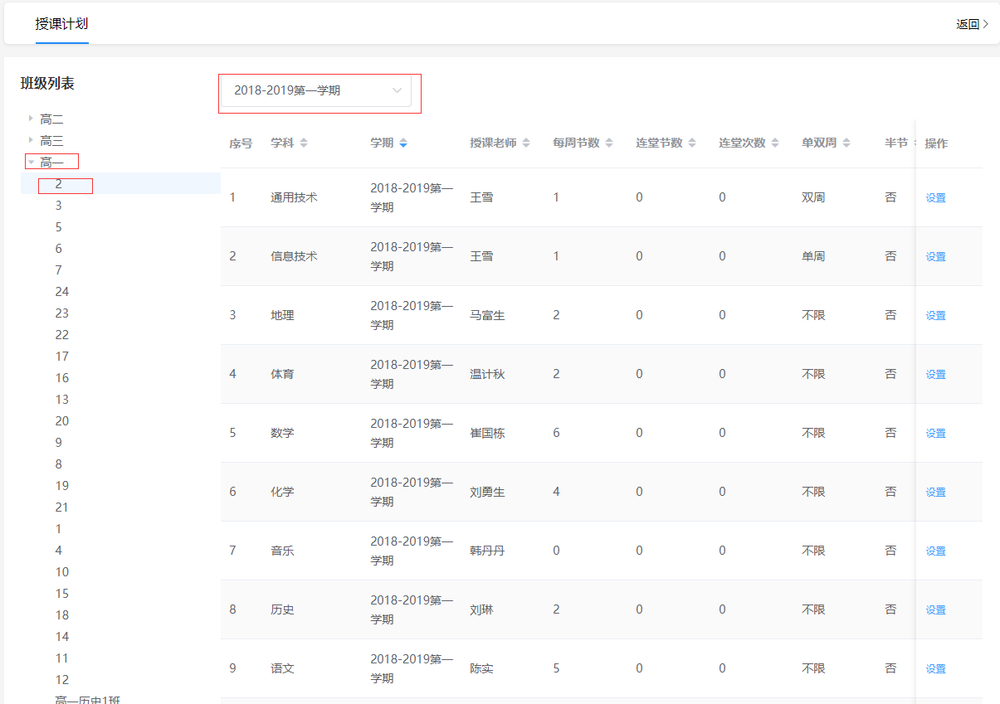 授课计划
返回
班级列表
2018-2019第一学期
高二
高三
高一
2
3
5
6
7
24
23
22
17
16
13
20
9
8
19
21
1
4
10
15
18
14
11
12
高一历史1班
序号 学科 学期 授课老师 每周节数 连堂节数 连堂次数 单双周 半节 操作
1 通用技术 2018-2019第一学期 王雪 1 0 0 双周 否 设置
2 信息技术 2018-2019第一学期 王雪 1 0 0 单周 否 设置
3 地理 2018-2019第一学期 马富生 2 0 0 不限 否 设置
4 体育 2018-2019第一学期 温计秋 2 0 0 不限 否 设置
5 数学 2018-2019第一学期 崔国栋 6 0 0 不限 否 设置
6 化学 2018-2019第一学期 刘勇生 4 0 0 不限 否 设置
7 音乐 2018-2019第一学期 韩丹丹 0 0 0 不限 否 设置
8 历史 2018-2019第一学期 刘琳 2 0 0 不限 否 设置
9 语文 2018-2019第一学期 陈实 5 0 0 不限 否 设置